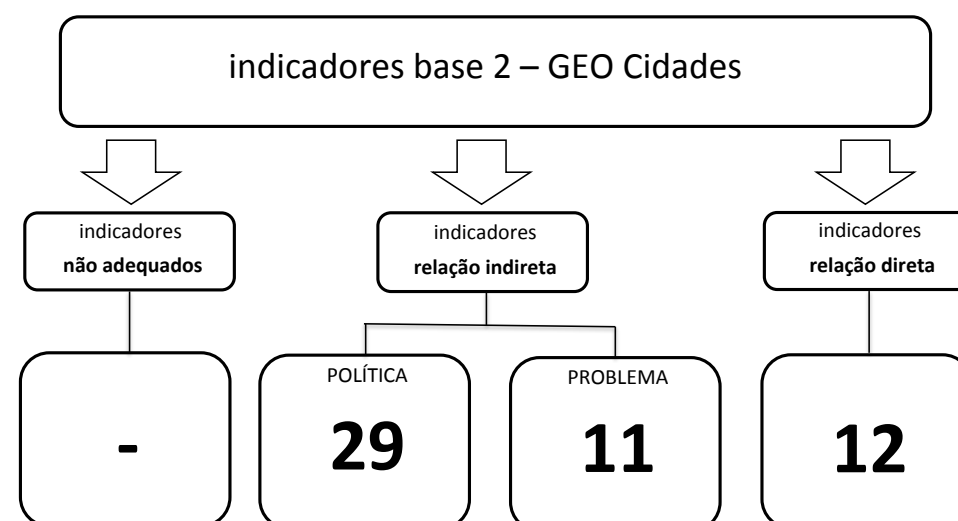 indicadores base 2 – GEO Cidades
indicadores
não adequados
indicadores
relação indireta
indicadores
relação direta
-
POLÍTICA
29
PROBLEMA
11
12